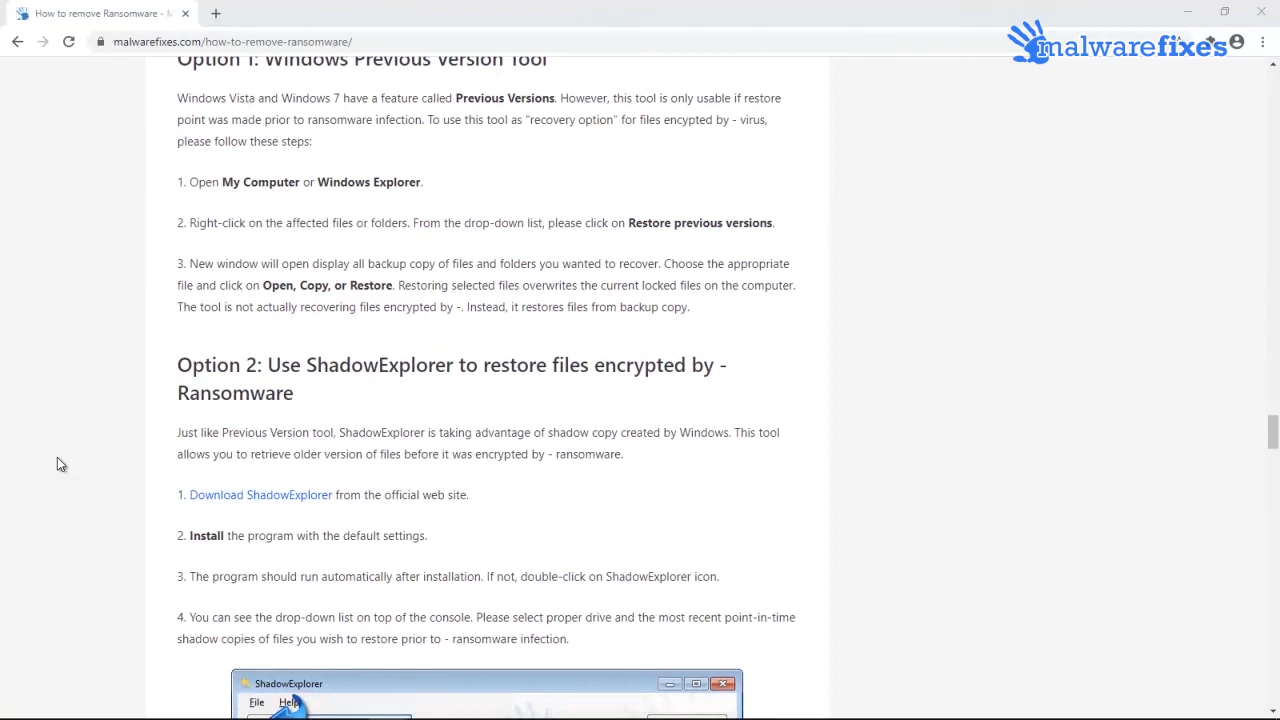 How to remove Ransomware - M
malwarefixes.com/how-to-remove-ransomware/
malwarefixes
Option 1: Windows Previous Version Tool
Windows Vista and Windows 7 have a feature called Previous Versions. However, this tool is only usable if restore
point was made prior to ransomware infection. To use this tool as "recovery option" for files encypted by - virus,
please follow these steps:
1. Open My Computer or Windows Explorer.
2. Right-click on the affected files or folders. From the drop-down list, please click on Restore previous versions.
3. New window will open display all backup copy of files and folders you wanted to recover. Choose the appropriate
file and click on Open, Copy, or Restore. Restoring selected files overwrites the current locked files on the computer.
The tool is not actually recovering files encrypted by -. Instead, it restores files from backup copy.
Option 2: Use ShadowExplorer to restore files encrypted by -
Ransomware
Just like Previous Version tool, ShadowExplorer is taking advantage of shadow copy created by Windows. This tool
allows you to retrieve older version of files before it was encrypted by - ransomware.
1. Download ShadowExplorer from the official web site.
2. Install the program with the default settings.
3. The program should run automatically after installation. If not, double-click on ShadowExplorer icon.
4. You can see the drop-down list on top of the console. Please select proper drive and the most recent point-in-time
shadow copies of files you wish to restore prior to - ransomware infection.
ShadowExplorer
File Help